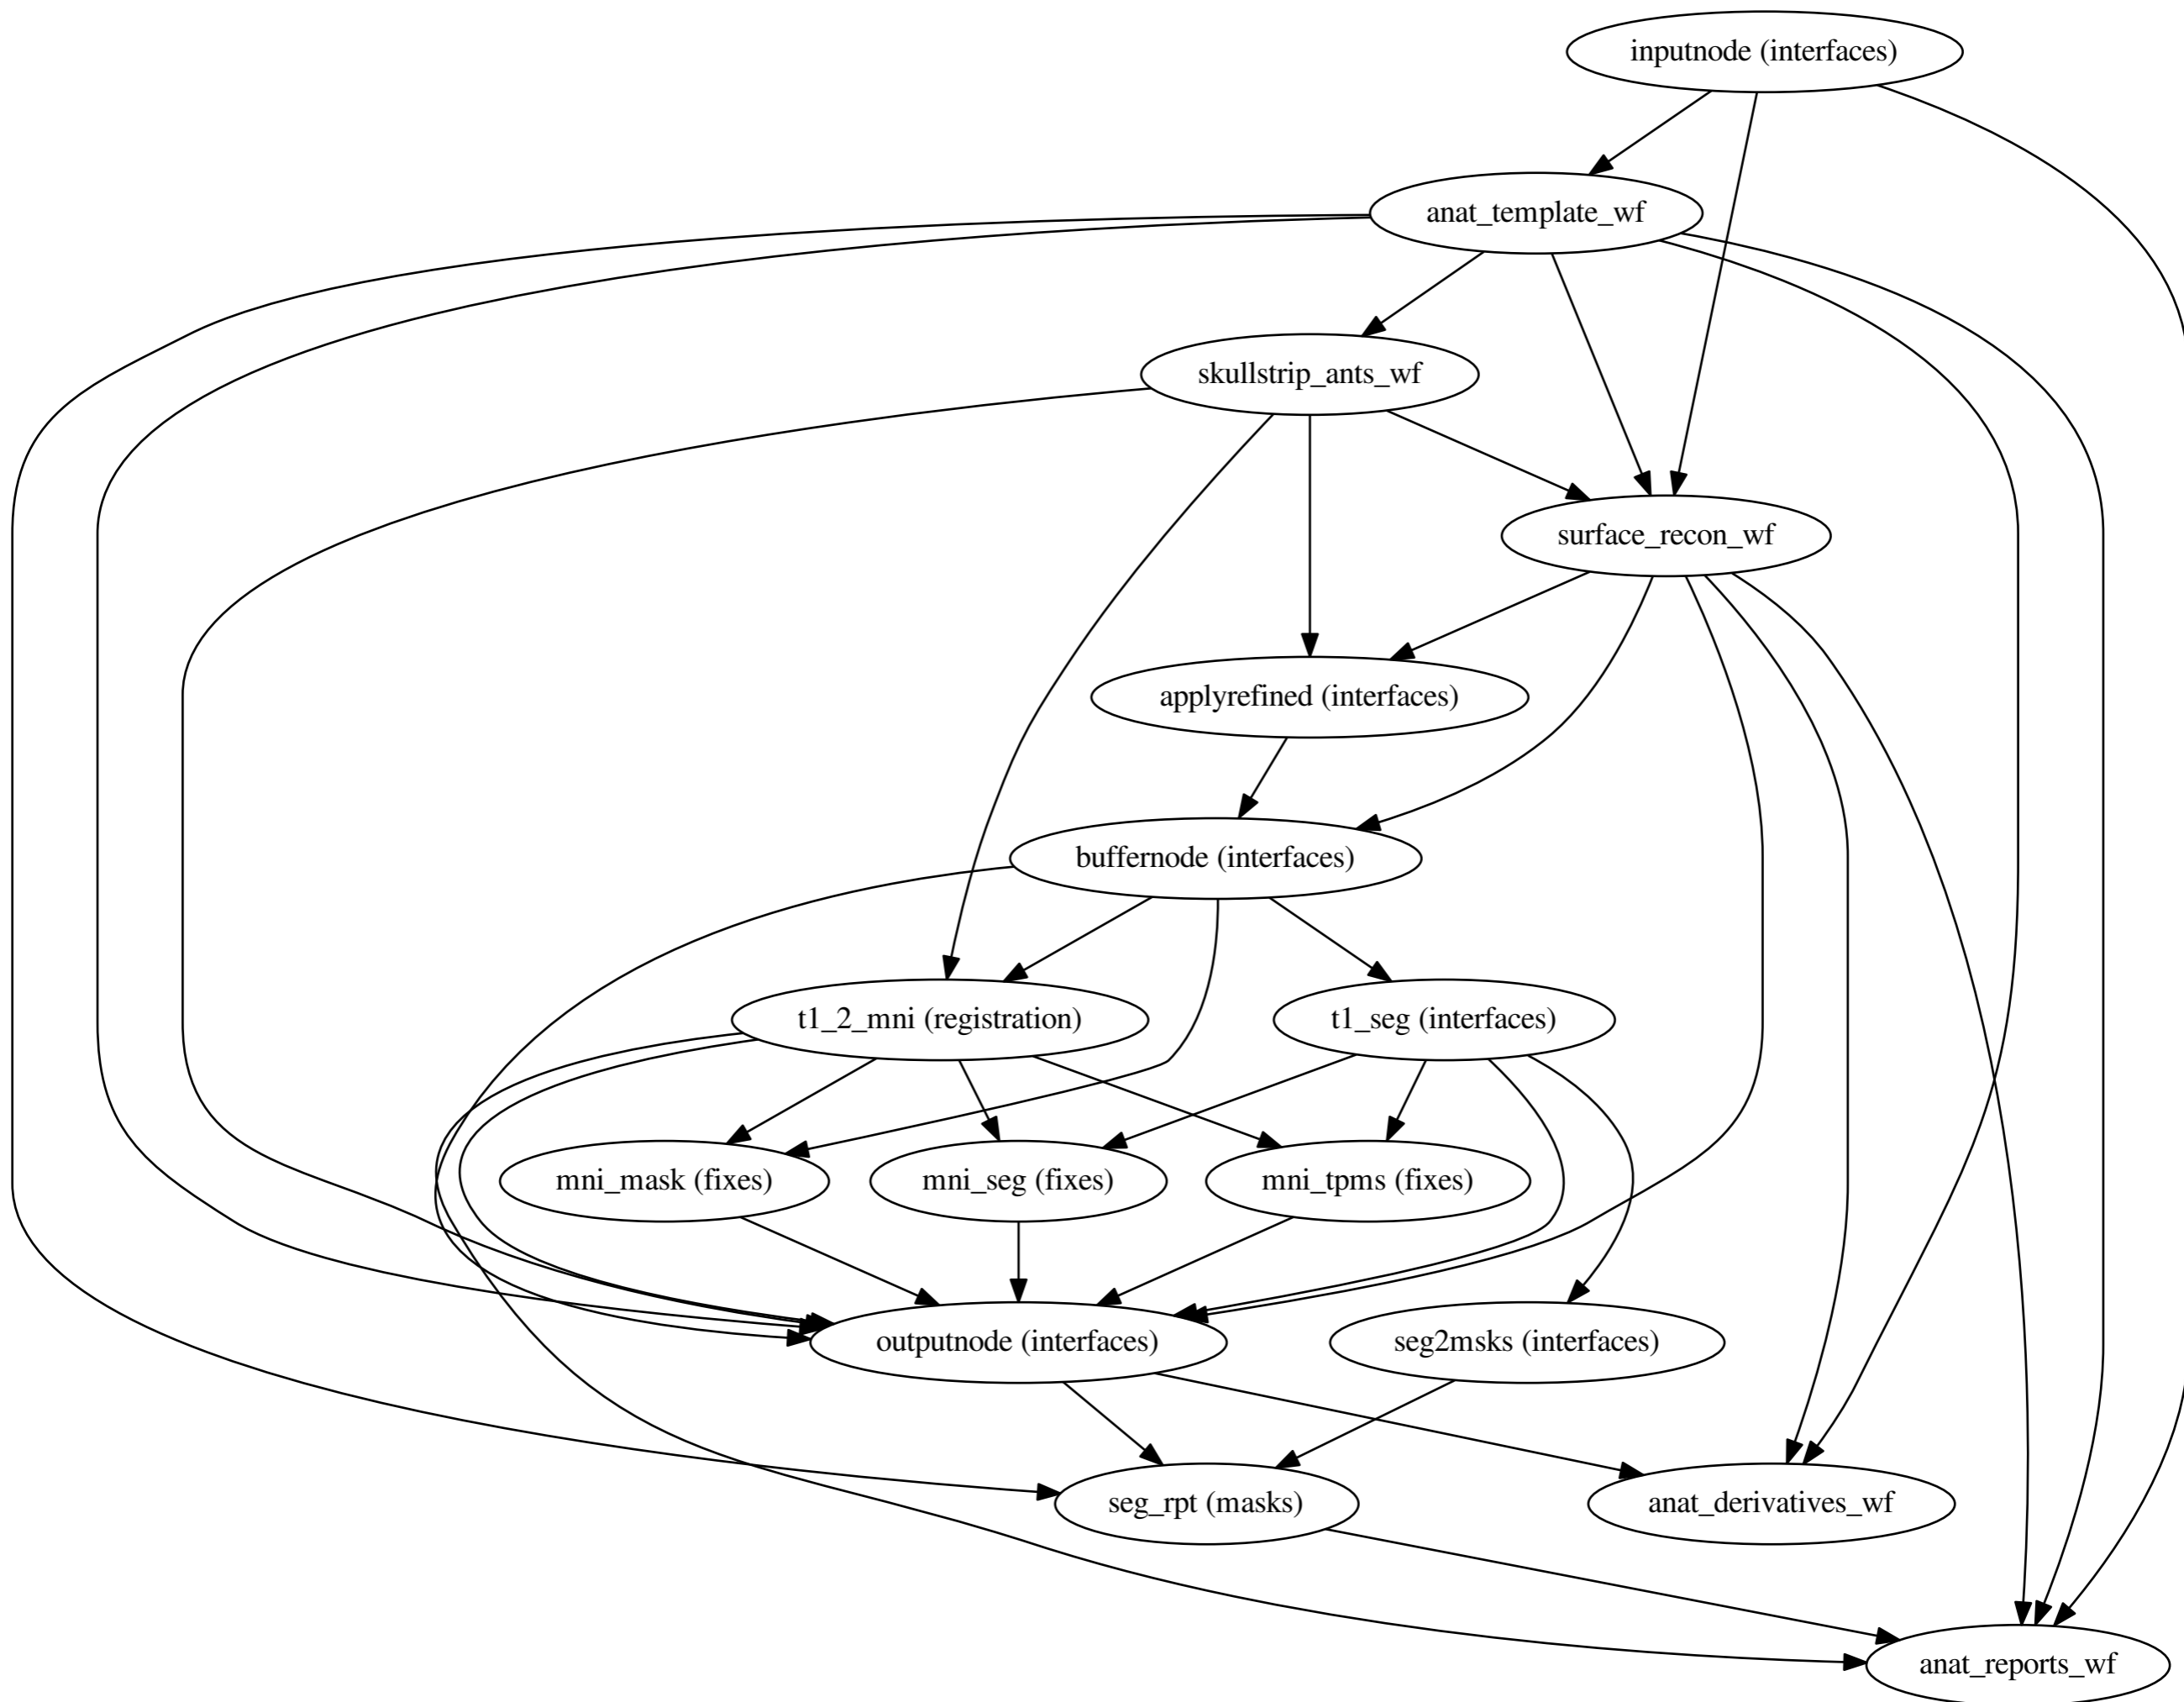 inputnode (interfaces)
anat_template_wf
skullstrip_ants_wf
surface_recon_wf
applyrefined (interfaces)
buffernode (interfaces)
t1_2_mni (registration)
t1_seg (interfaces)
mni_mask (fixes)
mni_seg (fixes)
mni_tpms (fixes)
outputnode (interfaces)
seg2msks (interfaces)
seg_rpt (masks)
anat_derivatives_wf
anat_reports_wf